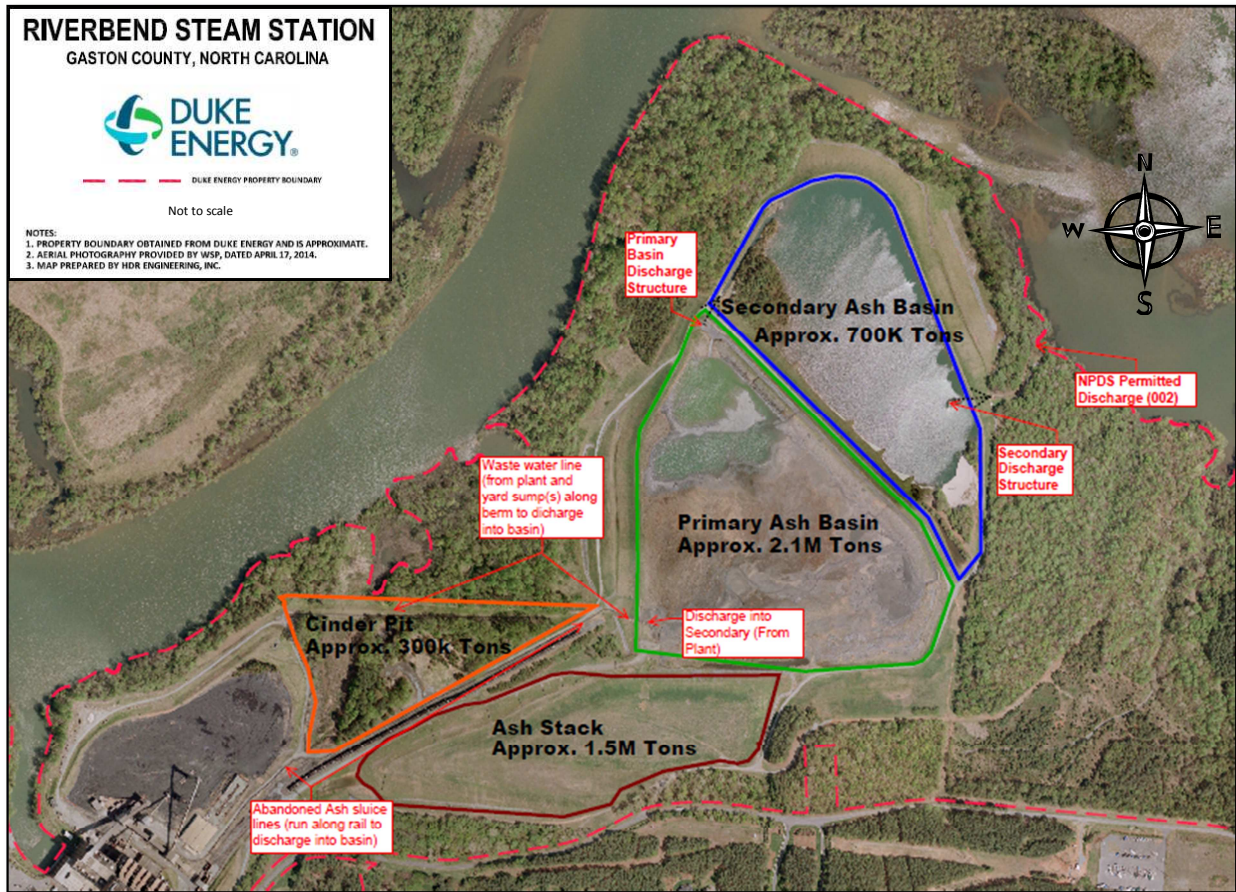 RIVERBEND STEAM STATION
GASTON COUNTY, NORTH CAROLINA
DUKE
ENERGY®
DUKE ENERGY PROPERTY BOUNDARY
Not to scale
NOTES:
1. PROPERTY BOUNDARY OBTAINED FROM DUKE ENERGY AND IS APPROXIMATE.
2. AERIAL PHOTOGRAPHY PROVIDED BY WSP, DATED APRIL 17, 2014.
3. MAP PREPARED BY HDR ENGINEERING, INC.
N
W
E
S
Primary
Basin
Discharge
Structure
Secondary Ash Basin
Approx. 700K Tons
NPDS Permitted
Discharge (002)
Secondary
Discharge
Structure
Waste water line
(from plant and
yard sump(s) along
berm to dicharge
into basin)
Primary Ash Basin
Approx. 2.1M Tons
Discharge into
Secondary (From
Plant)
Cinder Pit
Approx. 300k Tons
Ash Stack
Approx. 1.5M Tons
Abandoned Ash sluice
lines (run along rail to
discharge into basin)